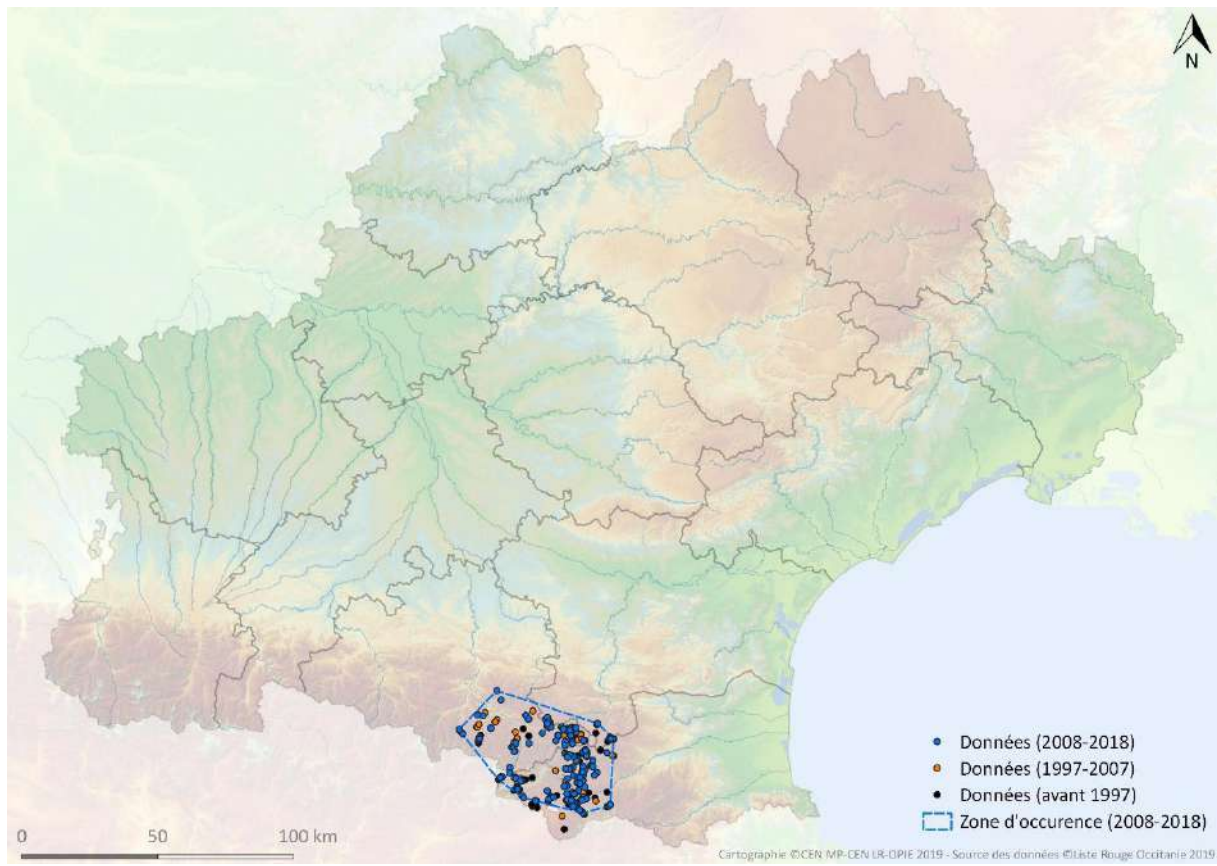 N
Données (2008-2018)
Données (1997-2007)
Données (avant 1997)
Zone d'occurence (2008-2018)
0 50 100 km
Cartographie ©CEN MP-CEN LR-OPIE 2019 - Source des données ©Liste Rouge Occitanie 2019